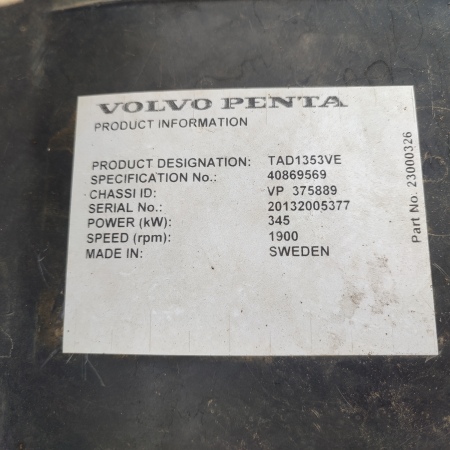 VOLVO PENTA
PRODUCT INFORMATION
PRODUCT DESIGNATION: TAD1353VE
SPECIFICATION No.: 40869569
CHASSI ID: VP 375889
SERIAL No.: 20132005377
POWER (kW): 345
SPEED (rpm): 1900
MADE IN: SWEDEN
Part No. 23000326